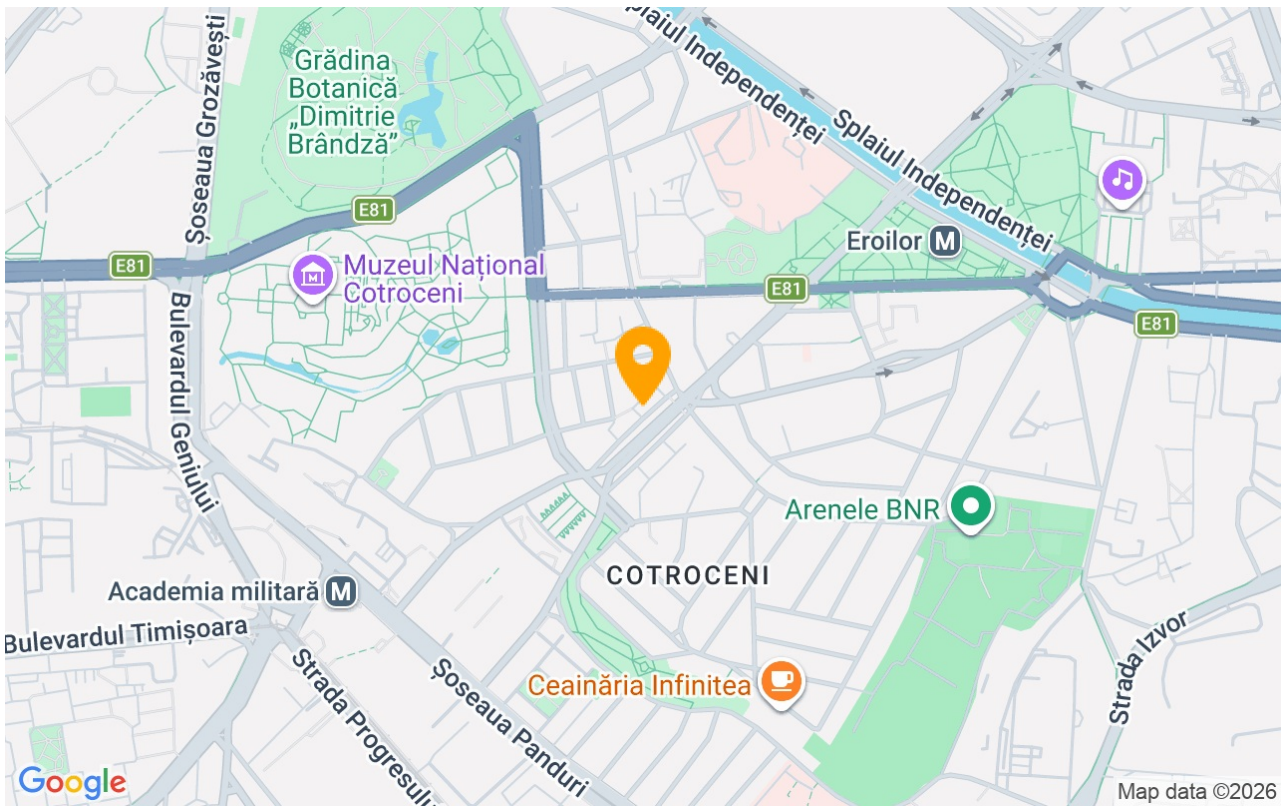 Splaiul Independenței
Grădina
Botanică
„Dimitrie
Brândză”
Șoseaua Grozăvești
Splaiul Independenței
E81
Eroilor M
E81
Muzeul Național
Cotroceni
E81
E81
Bulevardul Geniului
Arenele BNR
COTROCENI
Academia militară M
Bulevardul Timișoara
Strada Izvor
Ceainăria Infinitea
Șoseaua Panduri
Strada Progresulu
Google
Map data ©2026